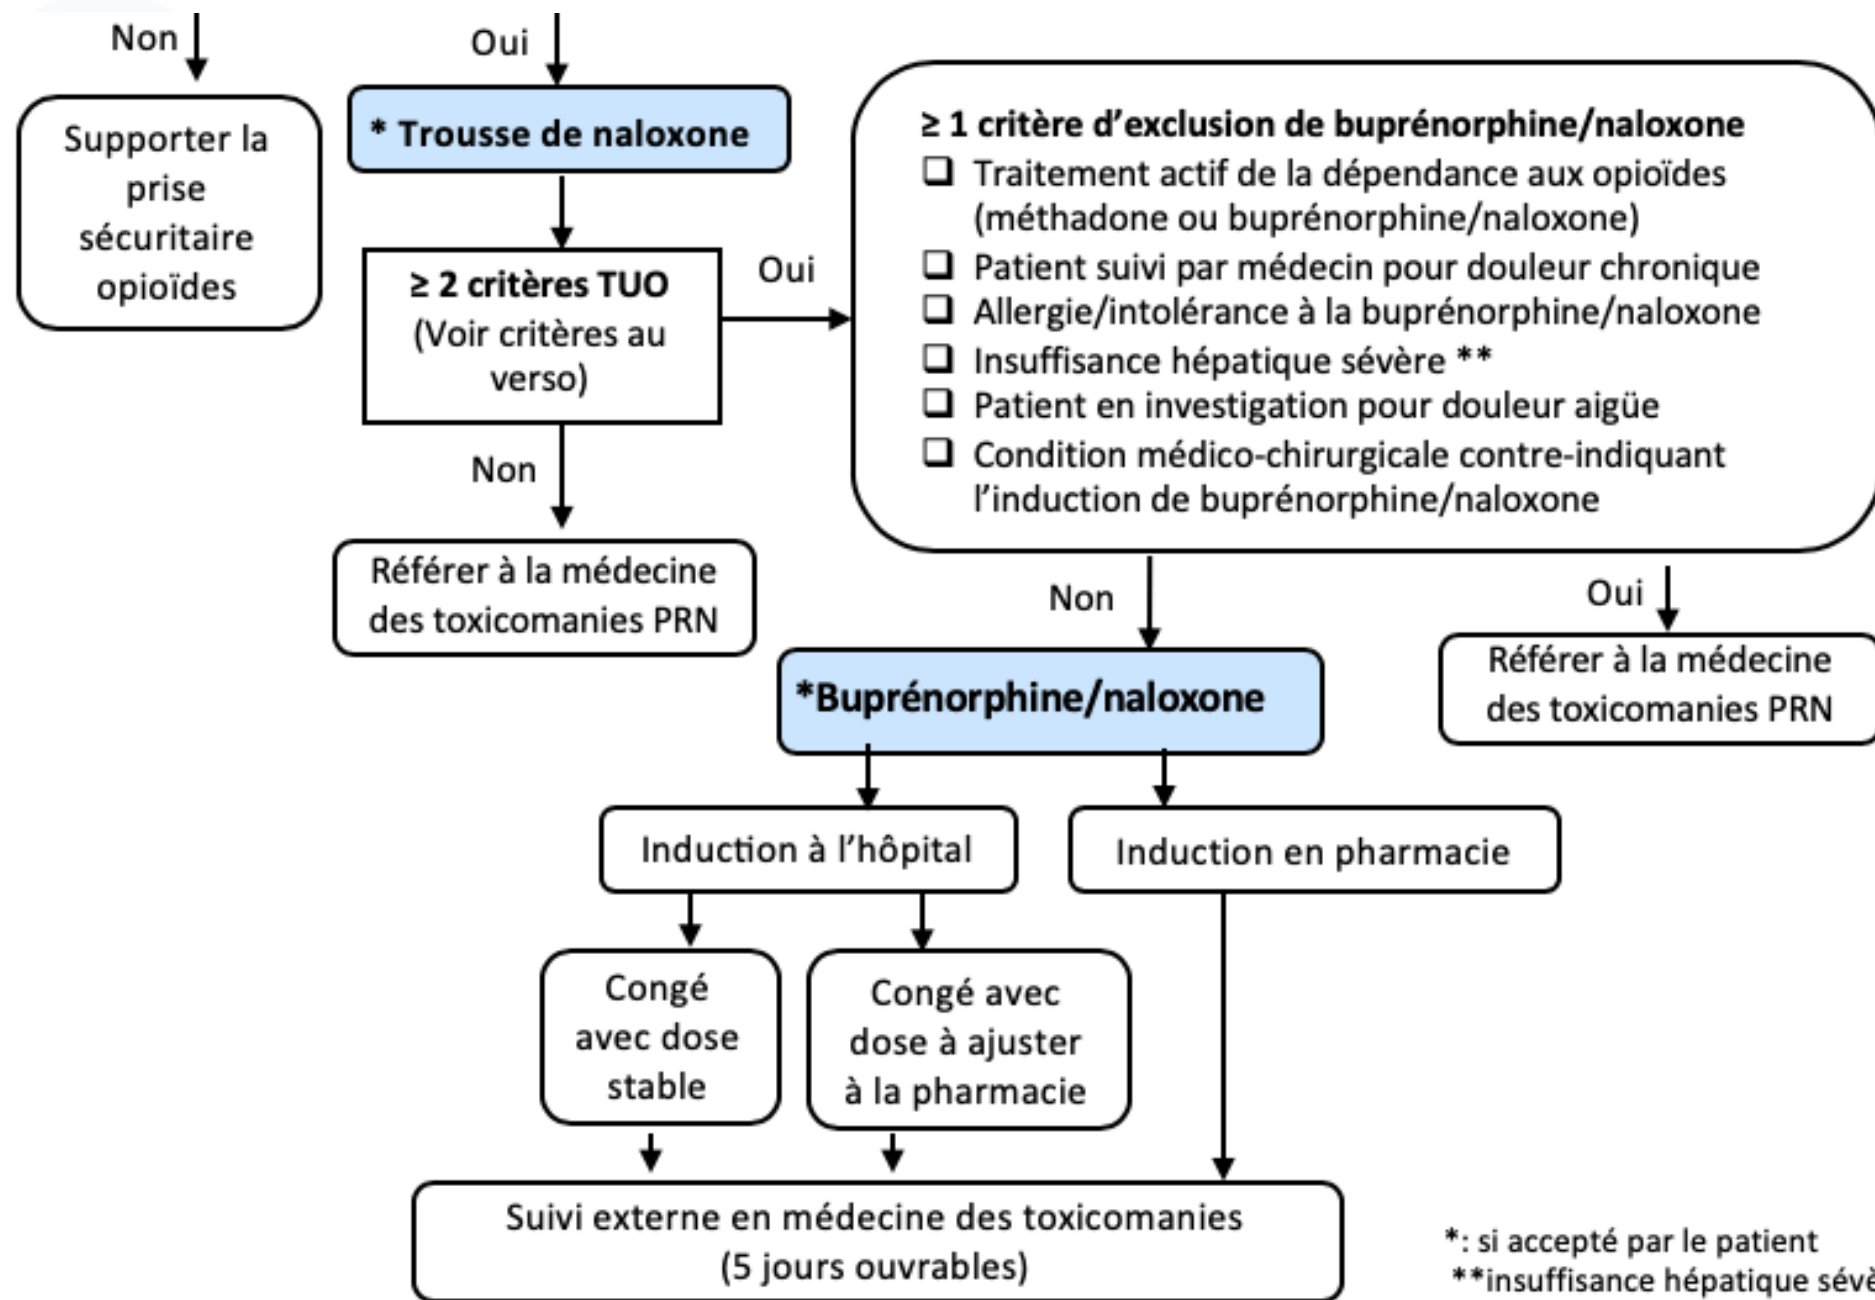 Non
Oui
Supporter la
prise
sécuritaire
opioïdes
* Trousse de naloxone
≥ 2 critères TUO
(Voir critères au
verso)
Oui
≥ 1 critère d’exclusion de buprénorphine/naloxone
❑ Traitement actif de la dépendance aux opioïdes
(méthadone ou buprénorphine/naloxone)
❑ Patient suivi par médecin pour douleur chronique
❑ Allergie/intolérance à la buprénorphine/naloxone
❑ Insuffisance hépatique sévère **
❑ Patient en investigation pour douleur aigüe
❑ Condition médico-chirurgicale contre-indiquant
l’induction de buprénorphine/naloxone
Non
Référer à la médecine
des toxicomanies PRN
Non
Oui
Référer à la médecine
des toxicomanies PRN
*Buprénorphine/naloxone
Induction à l’hôpital
Induction en pharmacie
Congé
avec dose
stable
Congé avec
dose à ajuster
à la pharmacie
Suivi externe en médecine des toxicomanies
(5 jours ouvrables)
*: si accepté par le patient
**insuffisance hépatique